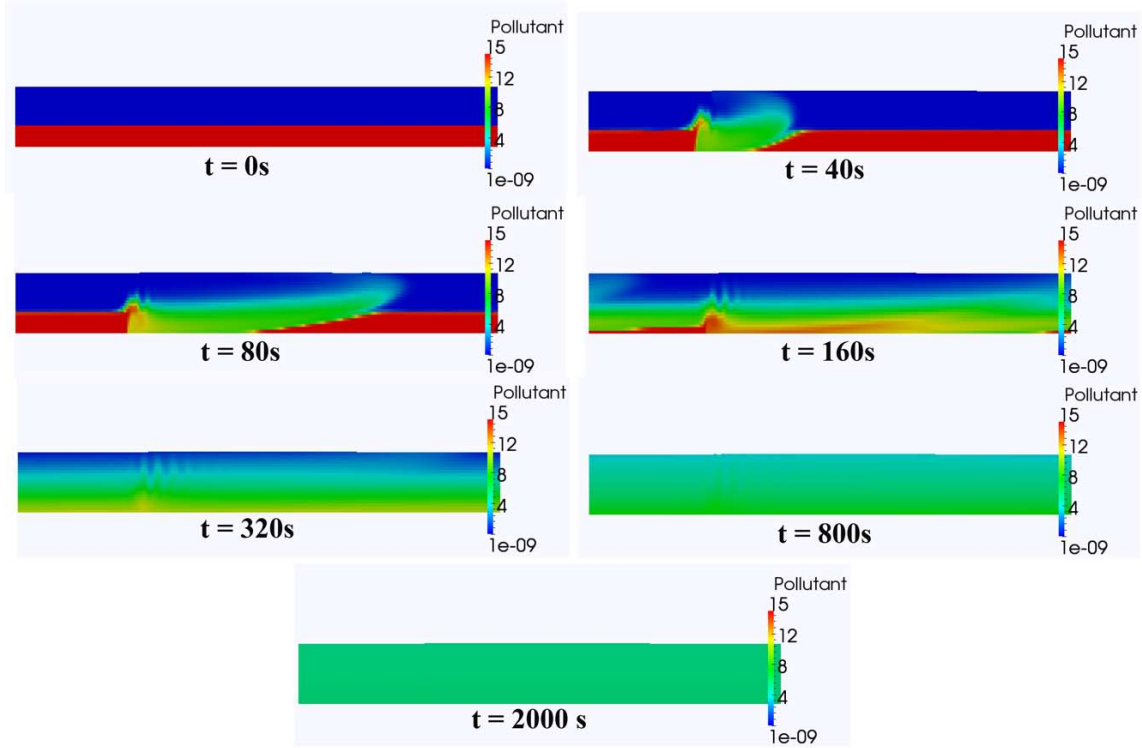 Pollutant
15
12
8
4
1e-09
t = 0s
Pollutant
15
12
8
4
1e-09
t = 40s
Pollutant
15
12
8
4
1e-09
t = 80s
Pollutant
15
12
8
4
1e-09
t = 160s
Pollutant
15
12
8
4
1e-09
t = 320s
Pollutant
15
12
8
4
1e-09
t = 800s
Pollutant
15
12
8
4
1e-09
t = 2000 s